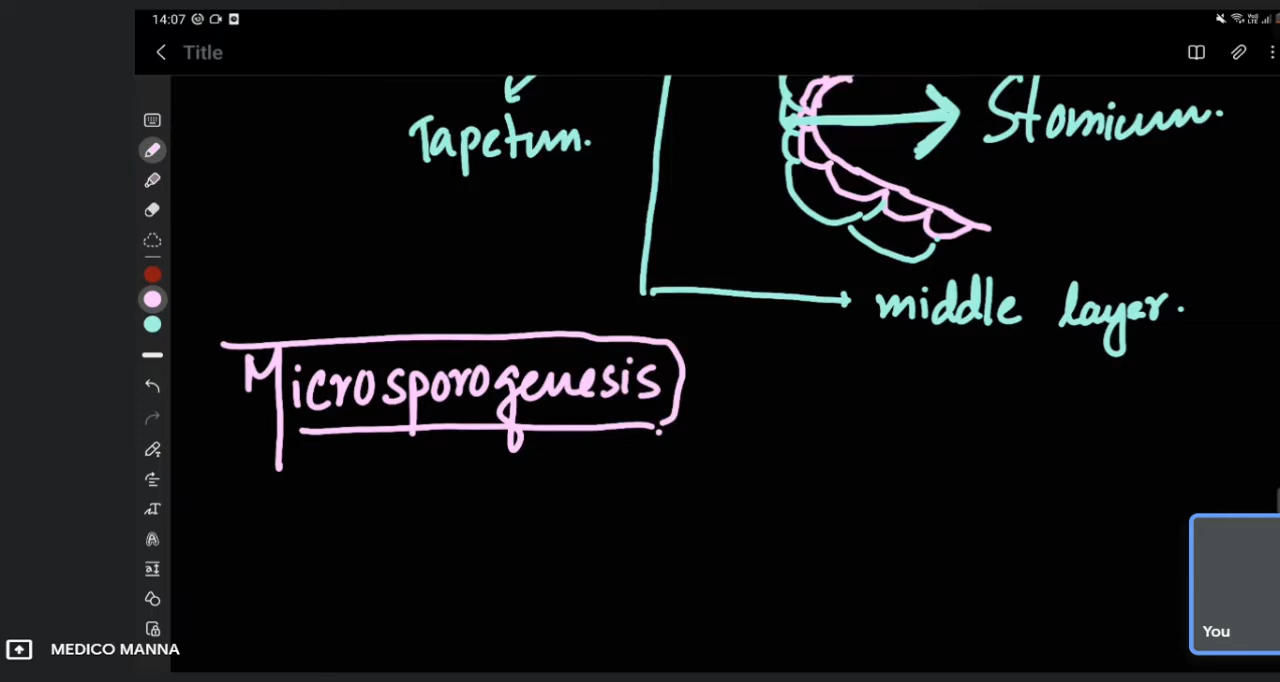 14:07
Title
Tapetum.
Stomium.
middle layer.
Microsporogenesis
You
MEDICO MANNA